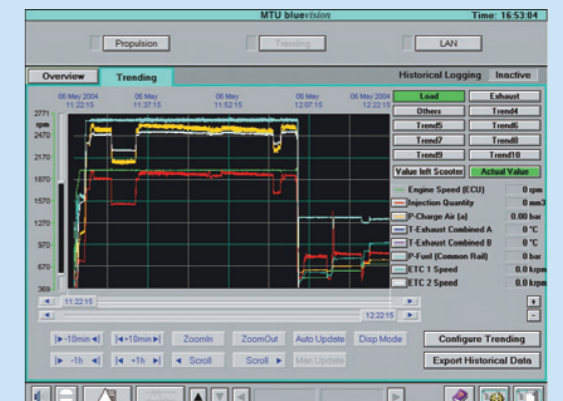 MTU bluevision Time: 16:53:04
Propulsion Trending LAN
Overview Trending Historical Logging Inactive
06 May 2004 06 May 06 May 06 May 06 May 2004
11:22:15 11:37:15 11:52:15 12:07:15 12:22:15
Load Exhaust
Others Trend4
Trend5 Trend6
Trend7 Trend8
Trend9 Trend10
Value left Scooter Actual Value
2771
rpm
2470
2170
1870
1570
1270
970
670
369
Engine Speed (ECU) 0 rpm
Injection Quantity 0 mm3
P-Charge Air (a) 0.00 bar
T-Exhaust Combined A 0 °C
T-Exhaust Combined B 0 °C
P-Fuel (Common Rail) 0 bar
ETC 1 Speed 0.0 krpm
ETC 2 Speed 0.0 krpm
11:22:15
12:22:15
+
-
-10min +10min ZoomIn ZoomOut Auto Update Disp Mode Configure Trending
-1h +1h Scroll Scroll Man Update Export Historical Data